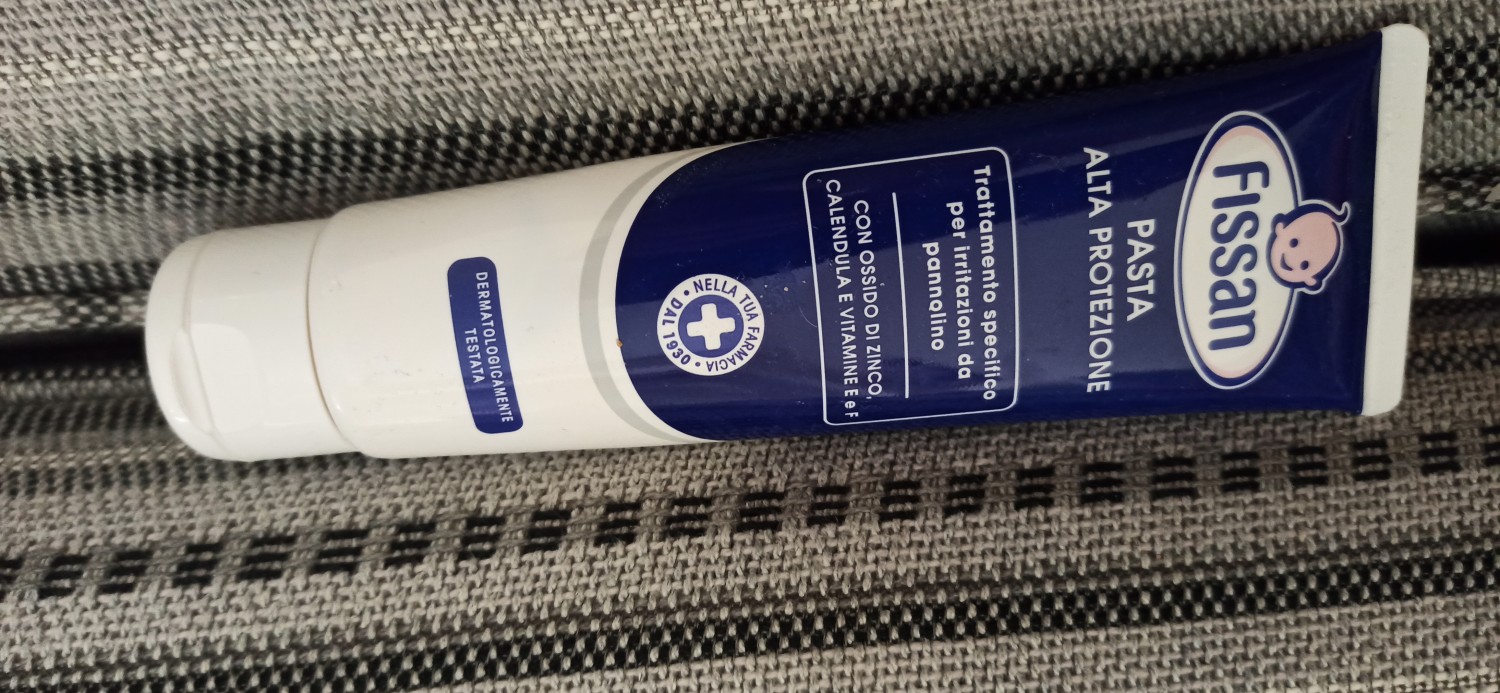 Fissan
PASTA
ALTA PROTEZIONE
Trattamento specifico
per irritazioni da
pannolino
CON OSSIDO DI ZINCO,
CALENDULA E VITAMINE E e F
• NELLA TUA FARMACIA •
DAL 1930
DERMATOLOGICAMENTE
TESTATA